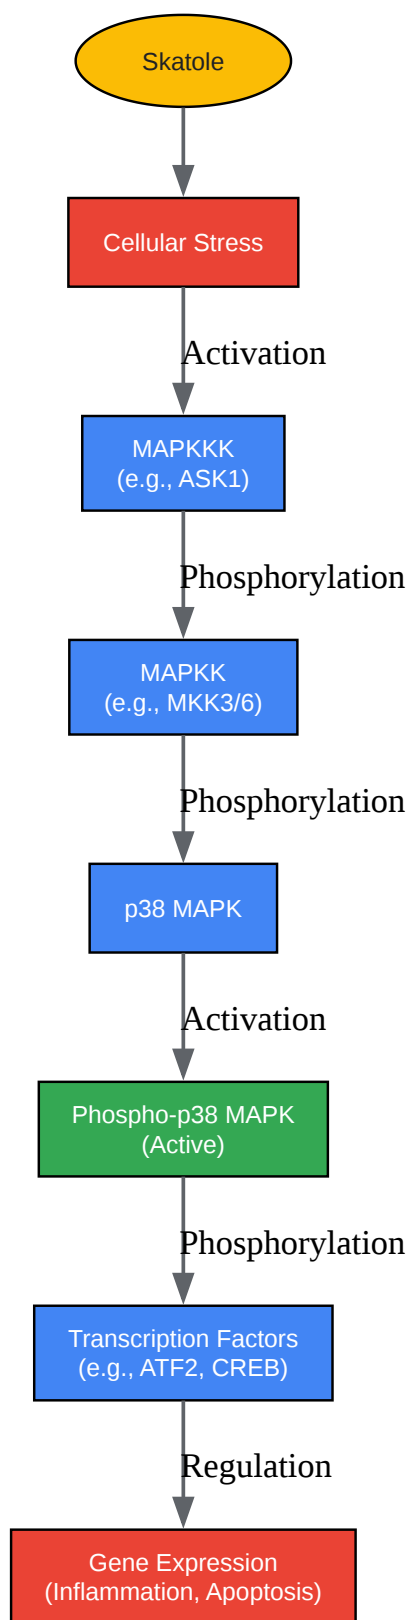 Skatole
Cellular Stress
Activation
MAPKKK
(e.g., ASK1)
Phosphorylation
MAPKK
(e.g., MKK3/6)
Phosphorylation
p38 MAPK
Activation
Phospho-p38 MAPK
(Active)
Phosphorylation
Transcription Factors
(e.g., ATF2, CREB)
Regulation
Gene Expression
(Inflammation, Apoptosis)